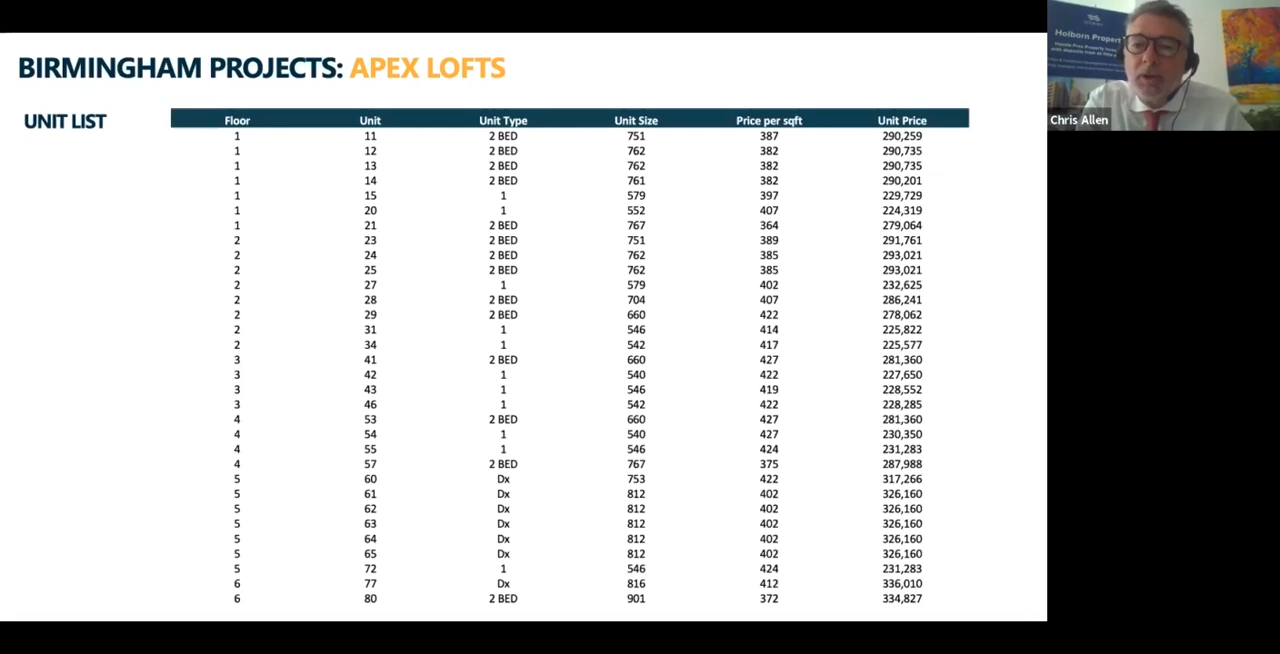 BIRMINGHAM PROJECTS: APEX LOFTS
UNIT LIST
Floor Unit Unit Type Unit Size Price per sqft Unit Price
1 11 2 BED 751 387 290,259
1 12 2 BED 762 382 290,735
1 13 2 BED 762 382 290,735
1 14 2 BED 761 382 290,201
1 15 1 579 397 229,729
1 20 1 552 407 224,319
1 21 2 BED 767 364 279,064
2 23 2 BED 751 389 291,761
2 24 2 BED 762 385 293,021
2 25 2 BED 762 385 293,021
2 27 1 579 402 232,625
2 28 2 BED 704 407 286,241
2 29 2 BED 660 422 278,062
2 31 1 546 414 225,822
2 34 1 542 417 225,577
3 41 2 BED 660 427 281,360
3 42 1 540 422 227,650
3 43 1 546 419 228,552
3 46 1 542 422 228,285
4 53 2 BED 660 427 281,360
4 54 1 540 427 230,350
4 55 1 546 424 231,283
4 57 2 BED 767 375 287,988
5 60 Dx 753 422 317,266
5 61 Dx 812 402 326,160
5 62 Dx 812 402 326,160
5 63 Dx 812 402 326,160
5 64 Dx 812 402 326,160
5 65 Dx 812 402 326,160
5 72 1 546 424 231,283
6 77 Dx 816 412 336,010
6 80 2 BED 901 372 334,827
Holborn Propert
Chris Allen